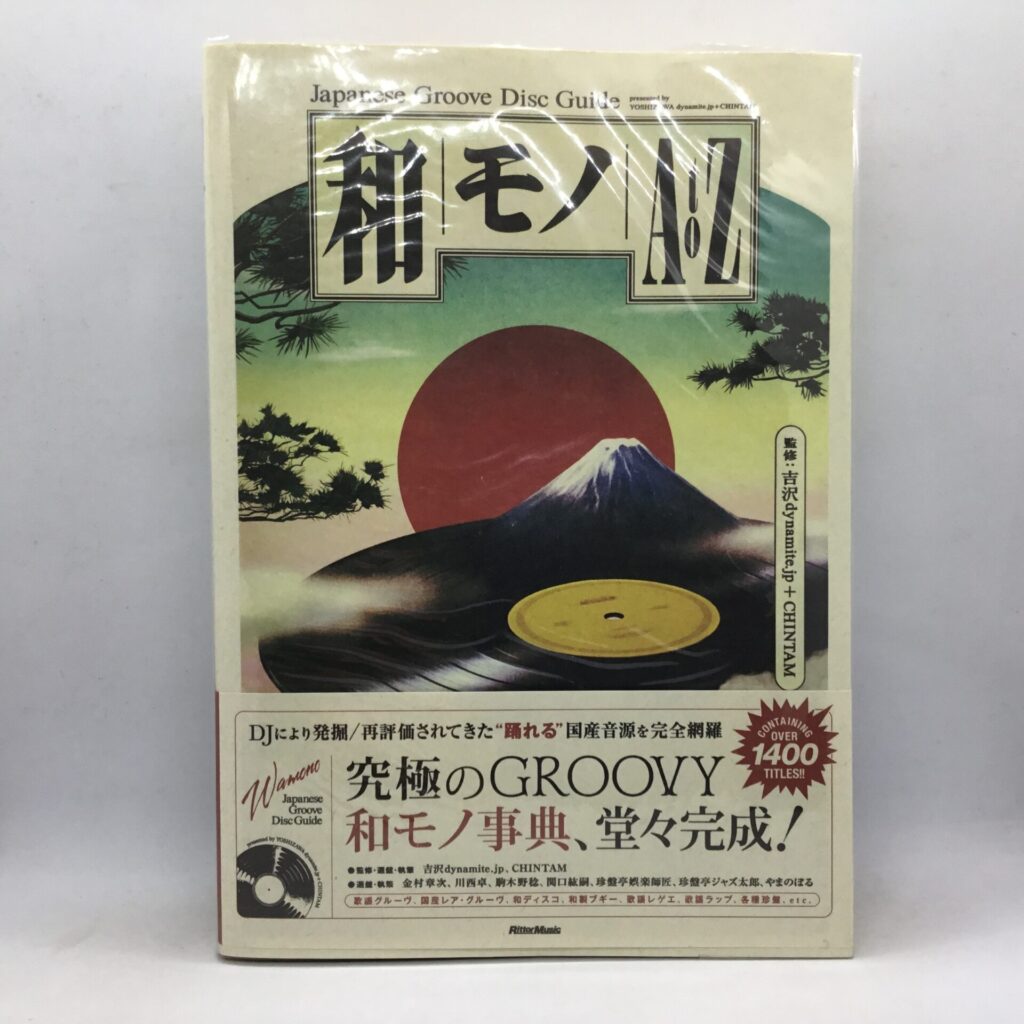 Japanese Groove Disc Guide
presented by
YOSHIZAWA dynamite.jp+CHINTAM
和モノ A to Z
監修:吉沢dynamite.jp + CHINTAM
DJにより発掘/再評価されてきた“踊れる”国産音源を完全網羅
CONTAINING
OVER
1400
TITLES!!
Wamono
Japanese
Groove
Disc Guide
presented by YOSHIZAWA dynamite.jp+CHINTAM
究極のGROOVY
和モノ事典、堂々完成!
●監修・選盤・執筆 吉沢dynamite.jp、CHINTAM
●選盤・執筆 金村章次、川西卓、駒木野稔、関口紘嗣、珍盤亭娯楽師匠、珍盤亭ジャズ太郎、やまのぼる
歌謡グルーヴ、国産レア・グルーヴ、和ディスコ、和製ブギー、歌謡レゲエ、歌謡ラップ、各種珍盤、etc.
RittorMusic